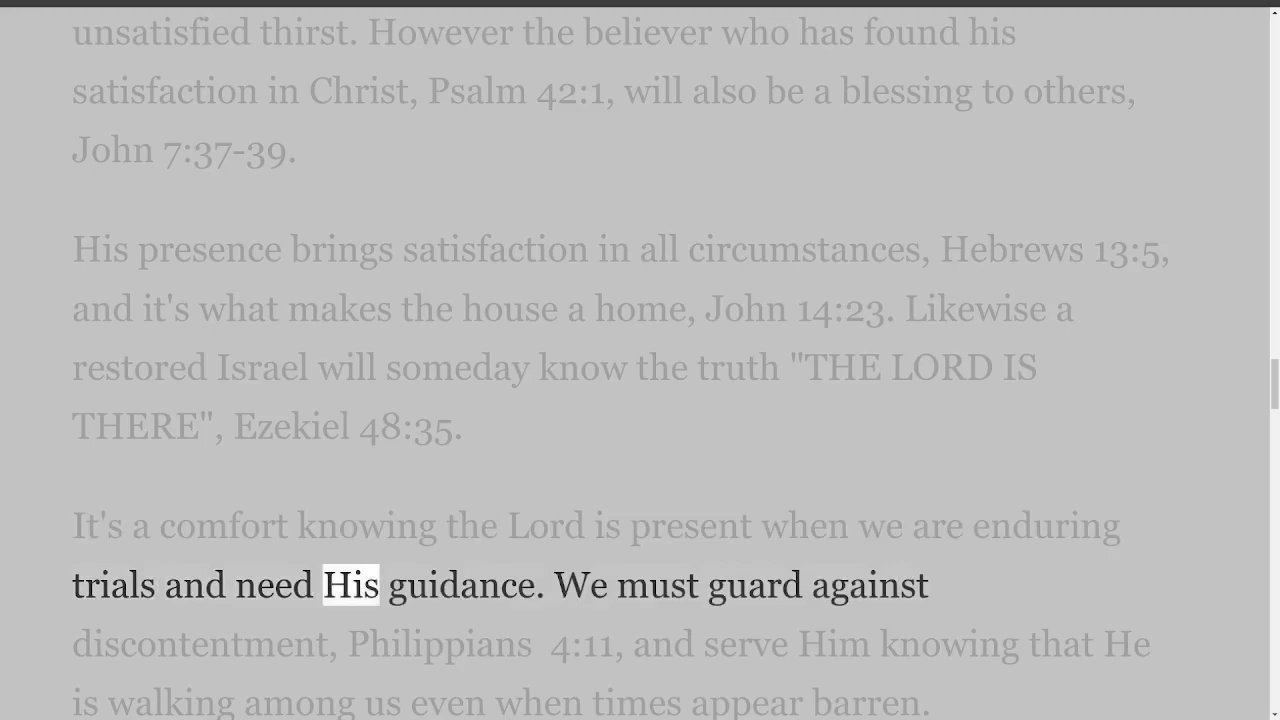 unsatisfied thirst. However the believer who has found his
satisfaction in Christ, Psalm 42:1, will also be a blessing to others,
John 7:37-39.
His presence brings satisfaction in all circumstances, Hebrews 13:5,
and it's what makes the house a home, John 14:23. Likewise a
restored Israel will someday know the truth "THE LORD IS
THERE", Ezekiel 48:35.
It's a comfort knowing the Lord is present when we are enduring
trials and need His guidance. We must guard against
discontentment, Philippians  4:11, and serve Him knowing that He
is walking among us even when times appear barren.